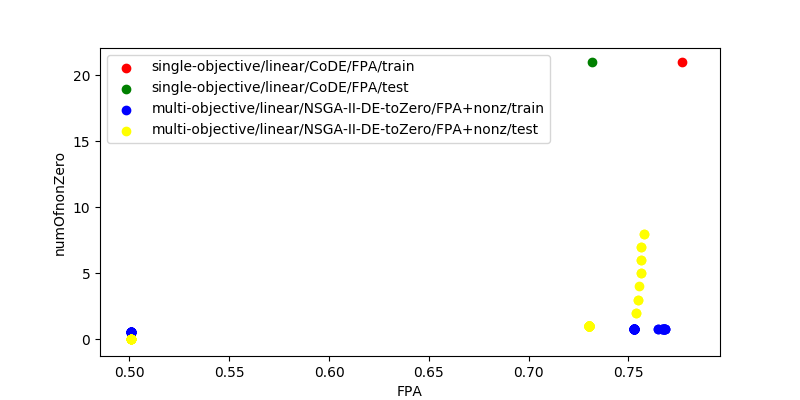 single-objective/linear/CoDE/FPA/train
single-objective/linear/CoDE/FPA/test
multi-objective/linear/NSGA-II-DE-toZero/FPA+nonz/train
multi-objective/linear/NSGA-II-DE-toZero/FPA+nonz/test
20
15
10
5
0
numOfnonZero
0.50 0.55 0.60 0.65 0.70 0.75
FPA